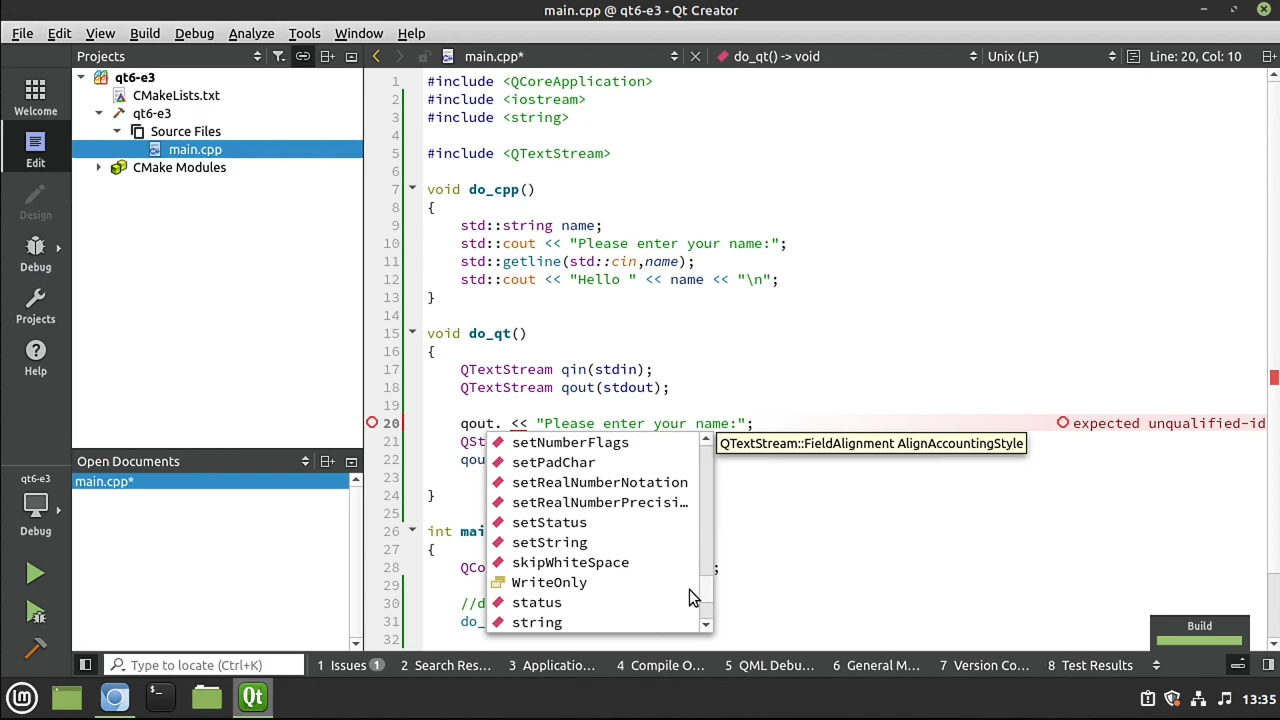 main.cpp @ qt6-e3 - Qt Creator
File Edit View Build Debug Analyze Tools Window Help
Projects main.cpp* do_qt() -> void Unix (LF) Line: 20, Col: 10
qt6-e3
CMakeLists.txt
qt6-e3
Source Files
main.cpp
CMake Modules
Welcome
Edit
Design
Debug
Projects
Help
qt6-e3
Debug
Open Documents
main.cpp*
1 #include <QCoreApplication>
2 #include <iostream>
3 #include <string>
4
5 #include <QTextStream>
6
7 void do_cpp()
8 {
9 std::string name;
10 std::cout << "Please enter your name:";
11 std::getline(std::cin,name);
12 std::cout << "Hello " << name << "\n";
13 }
14
15 void do_qt()
16 {
17 QTextStream qin(stdin);
18 QTextStream qout(stdout);
19
20 qout. << "Please enter your name:"; expected unqualified-id
21 QSt
22 qou
23
24 }
25
26 int mai
27 {
28 QCo ;
29
30 //d
31 do_
32
setNumberFlags
setPadChar
setRealNumberNotation
setRealNumberPrecisi…
setStatus
setString
skipWhiteSpace
WriteOnly
status
string
QTextStream::FieldAlignment AlignAccountingStyle
Build
Type to locate (Ctrl+K) 1 Issues 1 2 Search Res... 3 Applicatio... 4 Compile O... 5 QML Debu... 6 General M... 7 Version Co... 8 Test Results
13:35